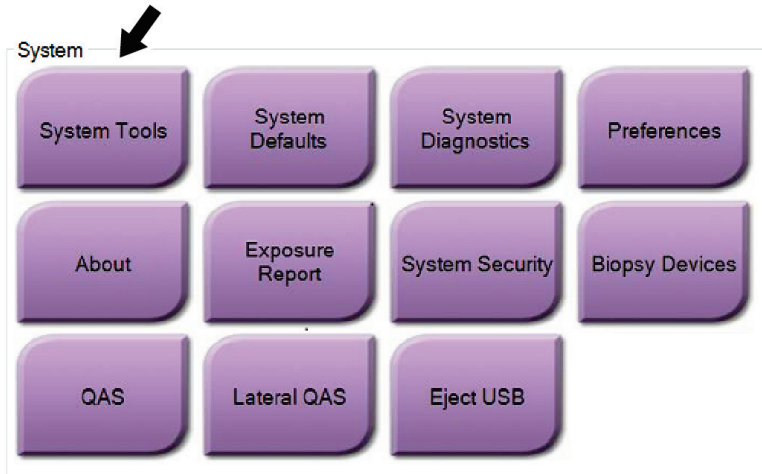 System
System Tools
System
Defaults
System
Diagnostics
Preferences
About
Exposure
Report
System Security
Biopsy Devices
QAS
Lateral QAS
Eject USB